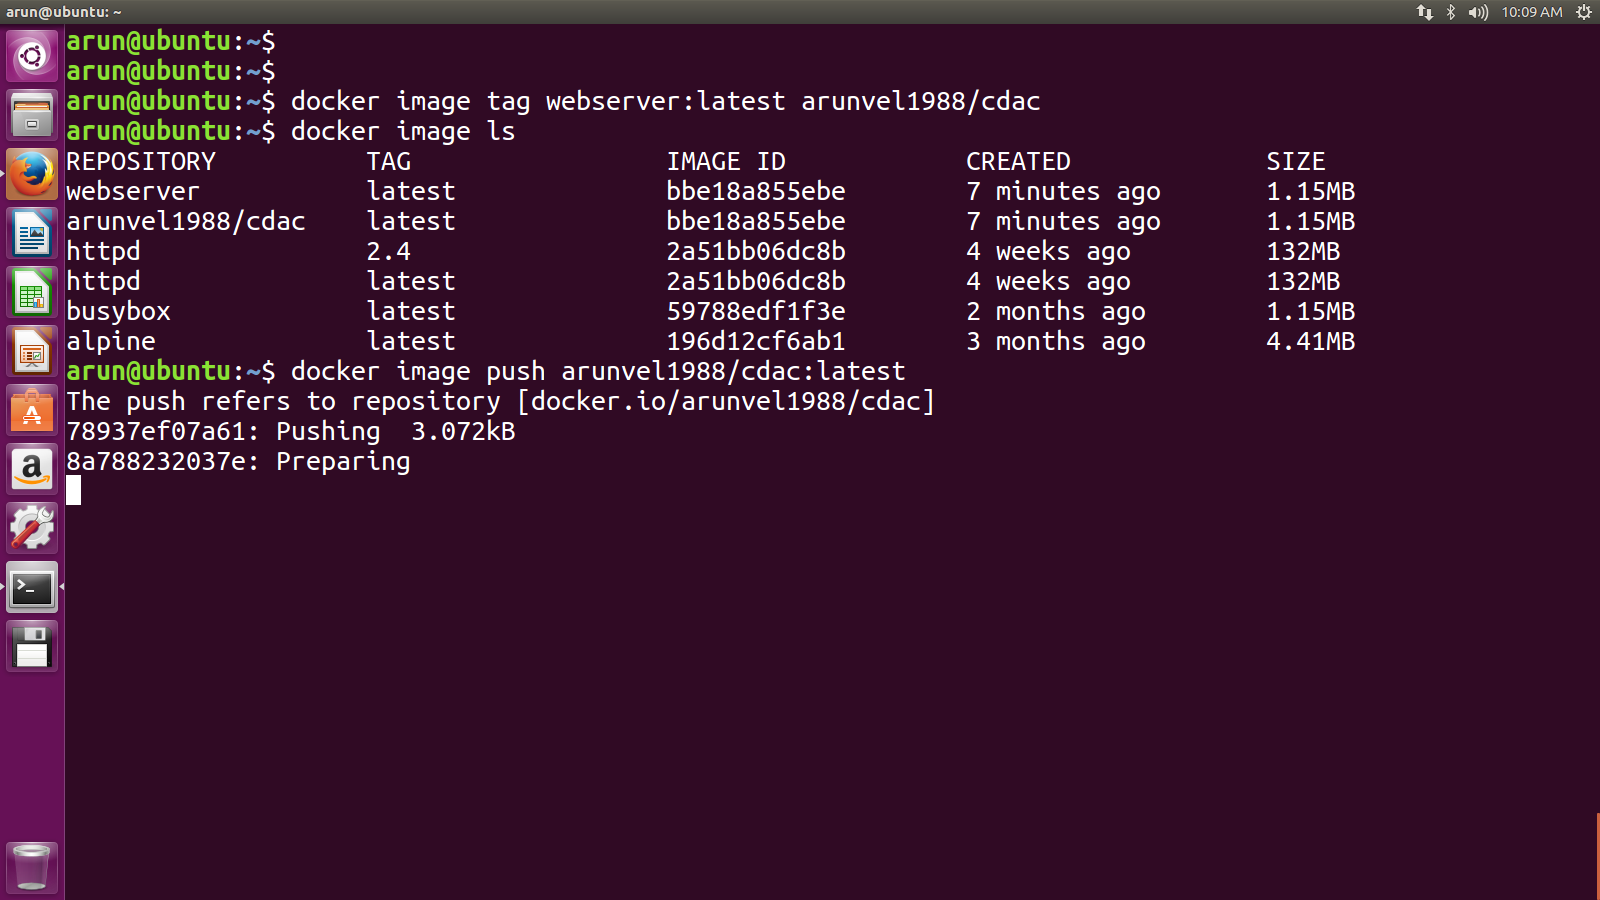 arun@ubuntu: ~
10:09 AM
arun@ubuntu:~$
arun@ubuntu:~$
arun@ubuntu:~$ docker image tag webserver:latest arunvel1988/cdac
arun@ubuntu:~$ docker image ls
REPOSITORY TAG IMAGE ID CREATED SIZE
webserver latest bbe18a855ebe 7 minutes ago 1.15MB
arunvel1988/cdac latest bbe18a855ebe 7 minutes ago 1.15MB
httpd 2.4 2a51bb06dc8b 4 weeks ago 132MB
httpd latest 2a51bb06dc8b 4 weeks ago 132MB
busybox latest 59788edf1f3e 2 months ago 1.15MB
alpine latest 196d12cf6ab1 3 months ago 4.41MB
arun@ubuntu:~$ docker image push arunvel1988/cdac:latest
The push refers to repository [docker.io/arunvel1988/cdac]
78937ef07a61: Pushing 3.072kB
8a788232037e: Preparing